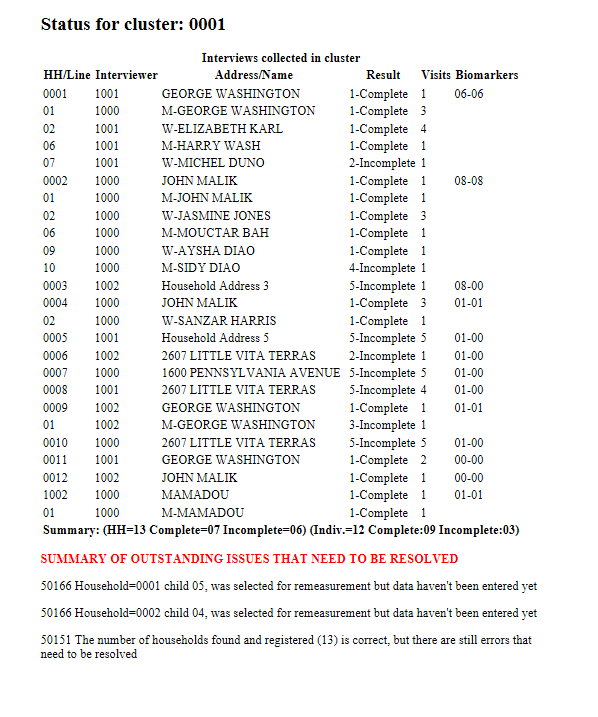 Status for cluster: 0001
Interviews collected in cluster
HH/Line Interviewer Address/Name Result Visits Biomarkers
0001 1001 GEORGE WASHINGTON 1-Complete 1 06-06
01 1000 M-GEORGE WASHINGTON 1-Complete 3
02 1001 W-ELIZABETH KARL 1-Complete 4
06 1001 M-HARRY WASH 1-Complete 1
07 1001 W-MICHEL DUNO 2-Incomplete 1
0002 1000 JOHN MALIK 1-Complete 1 08-08
01 1000 M-JOHN MALIK 1-Complete 1
02 1000 W-JASMINE JONES 1-Complete 3
06 1000 M-MOUCTAR BAH 1-Complete 1
09 1000 W-AYSHA DIAO 1-Complete 1
10 1000 M-SIDY DIAO 4-Incomplete 1
0003 1002 Household Address 3 5-Incomplete 1 08-00
0004 1000 JOHN MALIK 1-Complete 3 01-01
02 1000 W-SANZAR HARRIS 1-Complete 1
0005 1001 Household Address 5 5-Incomplete 5 01-00
0006 1002 2607 LITTLE VITA TERRAS 2-Incomplete 1 01-00
0007 1000 1600 PENNSYLVANIA AVENUE 5-Incomplete 5 01-00
0008 1001 2607 LITTLE VITA TERRAS 5-Incomplete 4 01-00
0009 1002 GEORGE WASHINGTON 1-Complete 1 01-01
01 1002 M-GEORGE WASHINGTON 3-Incomplete 1
0010 1000 2607 LITTLE VITA TERRAS 5-Incomplete 5 01-00
0011 1001 GEORGE WASHINGTON 1-Complete 2 00-00
0012 1002 JOHN MALIK 1-Complete 1 00-00
1002 1000 MAMADOU 1-Complete 1 01-01
01 1000 M-MAMADOU 1-Complete 1
Summary: (HH=13 Complete=07 Incomplete=06) (Indiv.=12 Complete:09 Incomplete:03)
SUMMARY OF OUTSTANDING ISSUES THAT NEED TO BE RESOLVED
50166 Household=0001 child 05, was selected for remeasurement but data haven't been entered yet
50166 Household=0002 child 04, was selected for remeasurement but data haven't been entered yet
50151 The number of households found and registered (13) is correct, but there are still errors that
need to be resolved